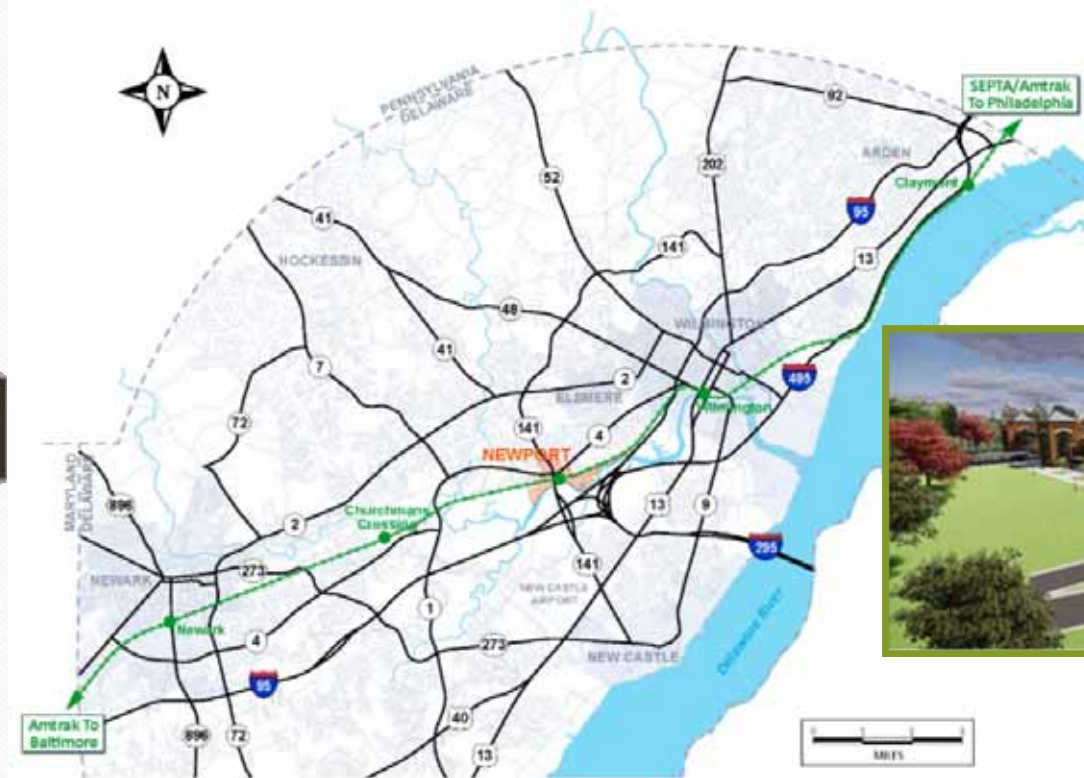 SEPTA/Amtrak
To Philadelphia
92
PENNSYLVANIA
DELAWARE
N
ARDEN
202
Claymont
52
95
41
141
13
HOCKESSIN
48
WILMINGTON
7
41
2
495
ELSMERE
Wilmington
72
141
4
NEWPORT
MARYLAND
DELAWARE
896
Churchmans
Crossing
2
13
9
273
295
NEWARK
141
NEW CASTLE
AIRPORT
1
Newark
4
273
NEW CASTLE
Delaware River
95
Amtrak To
Baltimore
40
896
72
13
MILES